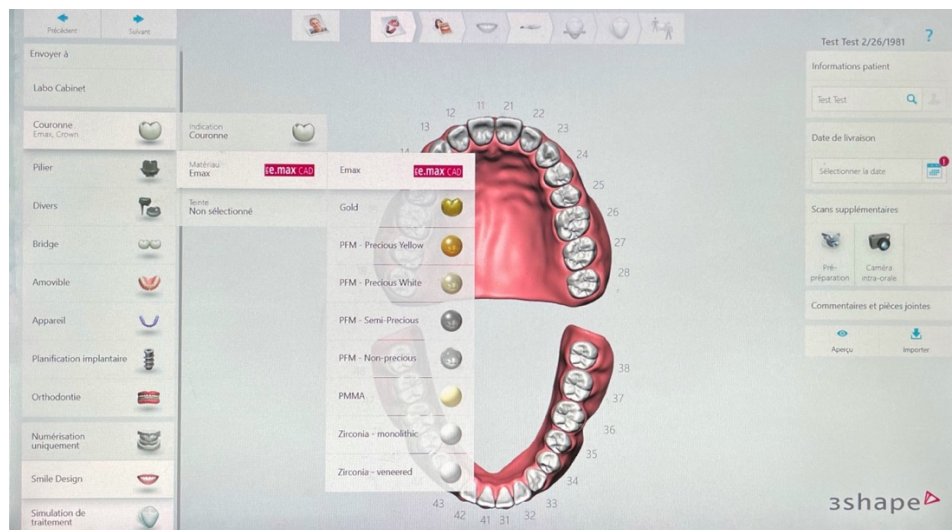 Précédent
Suivant
Envoyer à
Labo Cabinet
Couronne
Emax, Crown
Pilier
Divers
Bridge
Amovible
Appareil
Planification implantaire
Orthodontie
Numérisation
uniquement
Smile Design
Simulation de
traitement
Indication
Couronne
Matériau
Emax
e.max CAD
Teinte
Non sélectionné
Emax
e.max CAD
Gold
PFM - Precious Yellow
PFM - Precious White
PFM - Semi-Precious
PFM - Non-precious
PMMA
Zirconia - monolithic
Zirconia - veneered
11 21
12 22
13 23
14 24
25
26
27
28
38
37
36
35
34
43 33
42 41 31 32
Test Test 2/26/1981
?
Informations patient
Test Test
Date de livraison
Sélectionner la date
1
Scans supplémentaires
Pré-
préparation
Caméra
intra-orale
Commentaires et pièces jointes
Aperçu
Importer
3shape